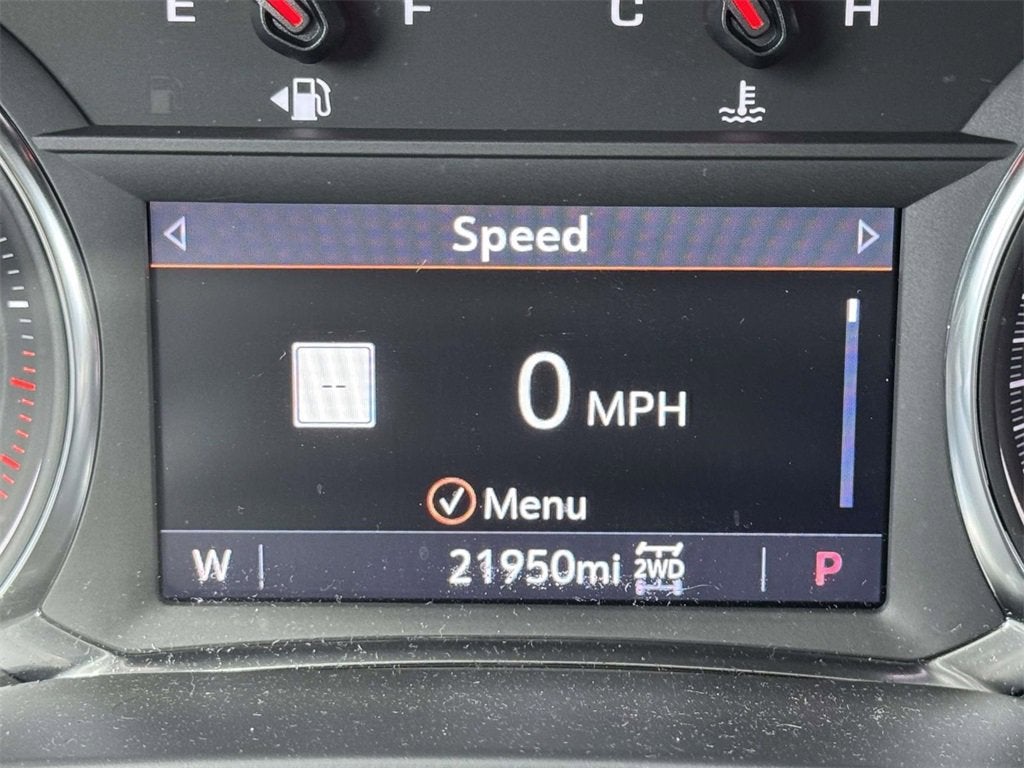 E F C H
Speed
--
0 MPH
Menu
W 21950mi 2WD P